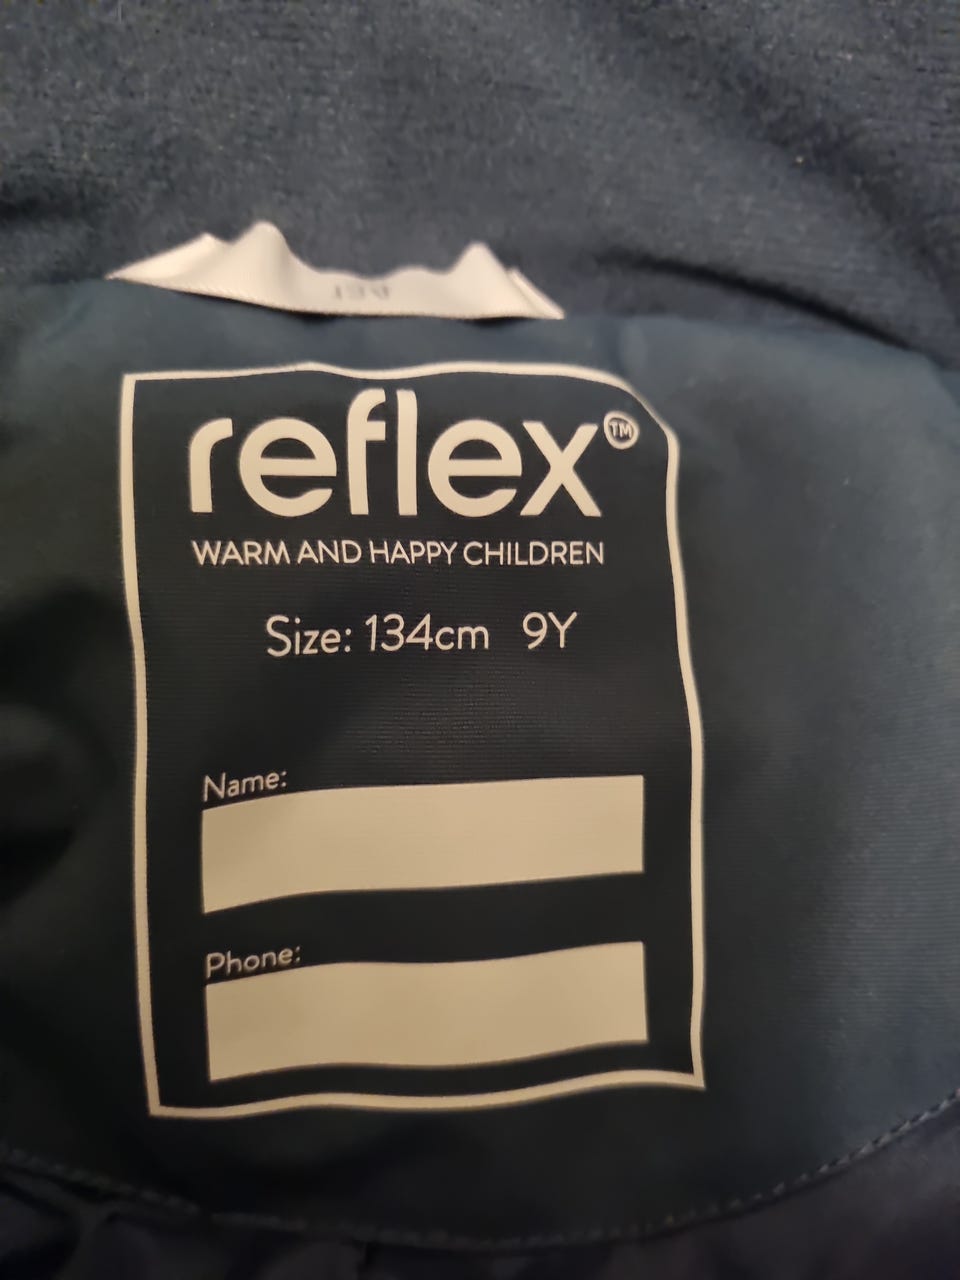 reflex™
WARM AND HAPPY CHILDREN
Size: 134cm 9Y
Name:
Phone: